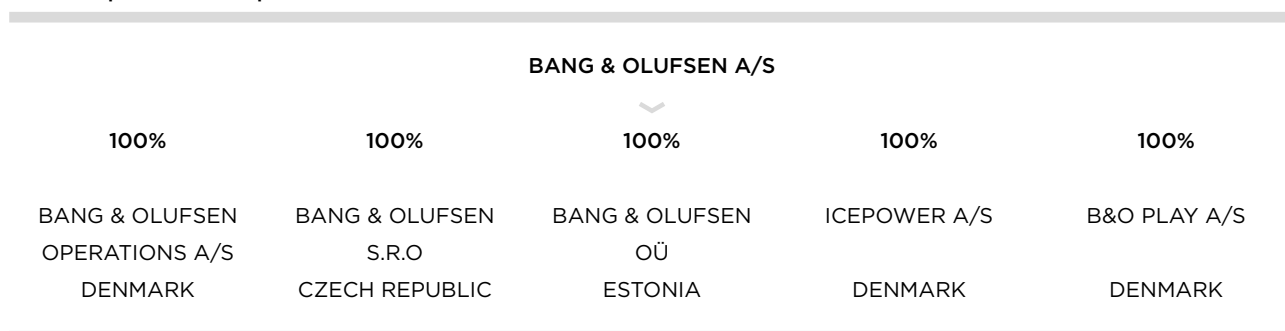 BANG & OLUFSEN A/S
100% 100% 100% 100% 100%
BANG & OLUFSEN BANG & OLUFSEN BANG & OLUFSEN ICEPOWER A/S B&O PLAY A/S
OPERATIONS A/S S.R.O OÜ
DENMARK CZECH REPUBLIC ESTONIA DENMARK DENMARK